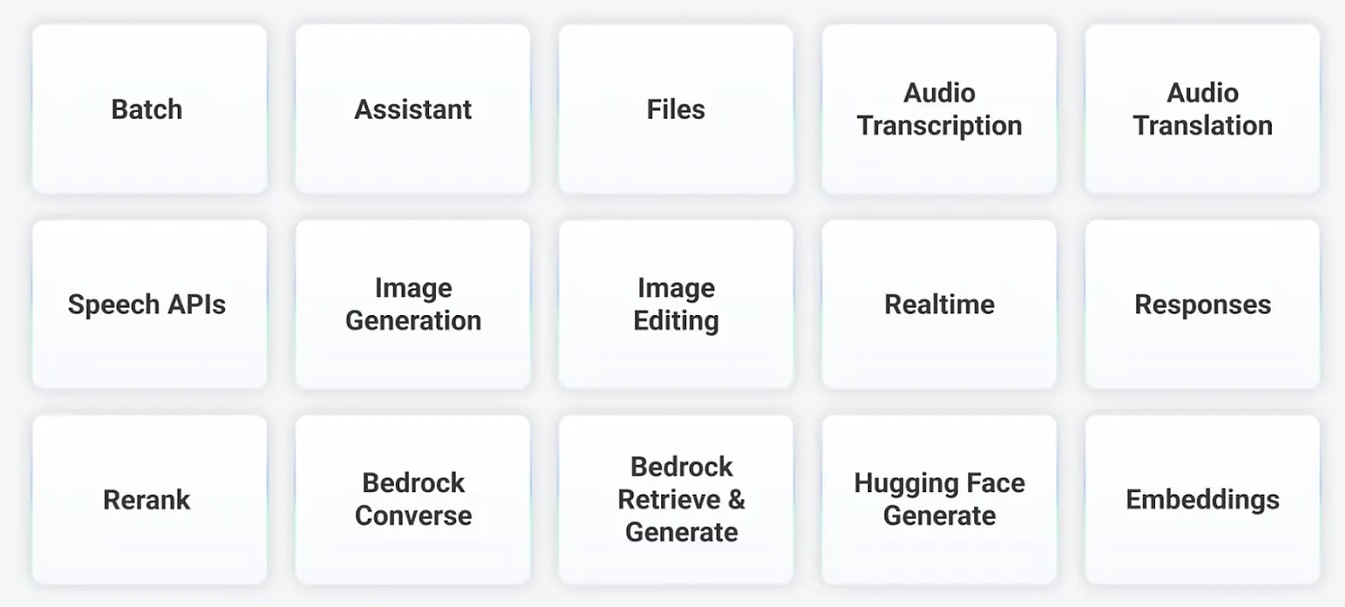 Batch
Assistant
Files
Audio
Transcription
Audio
Translation
Speech APIs
Image
Generation
Image
Editing
Realtime
Responses
Rerank
Bedrock
Converse
Bedrock
Retrieve &
Generate
Hugging Face
Generate
Embeddings